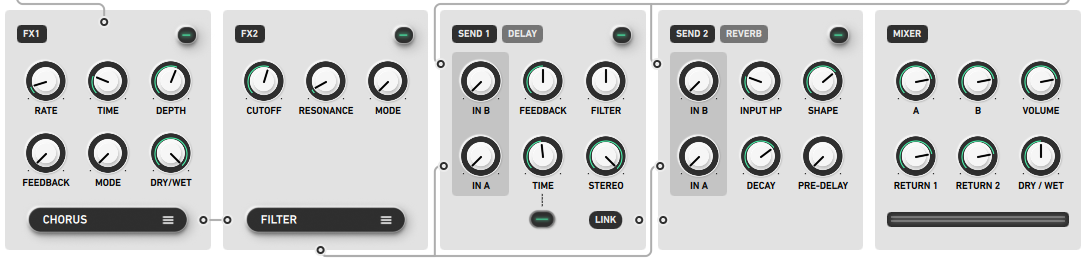 FX1
RATE TIME DEPTH
FEEDBACK MODE DRY/WET
CHORUS
FX2
CUTOFF RESONANCE MODE
FILTER
SEND 1 DELAY
IN B FEEDBACK FILTER
IN A TIME STEREO
LINK
SEND 2 REVERB
IN B INPUT HP SHAPE
IN A DECAY PRE-DELAY
MIXER
A B VOLUME
RETURN 1 RETURN 2 DRY / WET